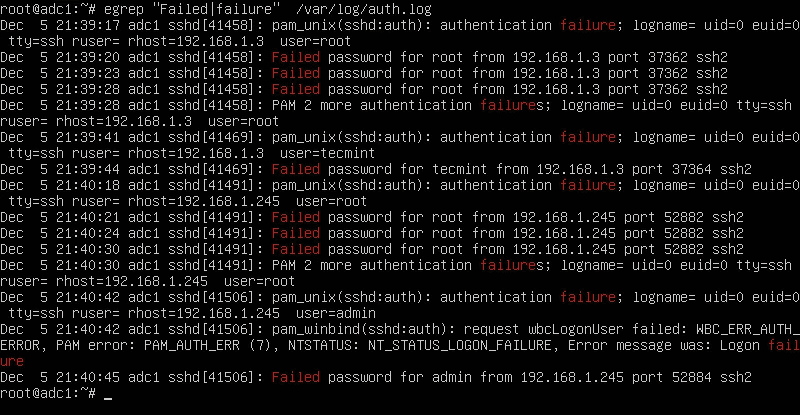 root@adc1:~# egrep "Failed|failure"  /var/log/auth.log
Dec  5 21:39:17 adc1 sshd[41458]: pam_unix(sshd:auth): authentication failure; logname= uid=0 euid=0
 tty=ssh ruser= rhost=192.168.1.3  user=root
Dec  5 21:39:20 adc1 sshd[41458]: Failed password for root from 192.168.1.3 port 37362 ssh2
Dec  5 21:39:23 adc1 sshd[41458]: Failed password for root from 192.168.1.3 port 37362 ssh2
Dec  5 21:39:28 adc1 sshd[41458]: Failed password for root from 192.168.1.3 port 37362 ssh2
Dec  5 21:39:28 adc1 sshd[41458]: PAM 2 more authentication failures; logname= uid=0 euid=0 tty=ssh
ruser= rhost=192.168.1.3  user=root
Dec  5 21:39:41 adc1 sshd[41469]: pam_unix(sshd:auth): authentication failure; logname= uid=0 euid=0
 tty=ssh ruser= rhost=192.168.1.3  user=tecmint
Dec  5 21:39:44 adc1 sshd[41469]: Failed password for tecmint from 192.168.1.3 port 37364 ssh2
Dec  5 21:40:18 adc1 sshd[41491]: pam_unix(sshd:auth): authentication failure; logname= uid=0 euid=0
 tty=ssh ruser= rhost=192.168.1.245  user=root
Dec  5 21:40:21 adc1 sshd[41491]: Failed password for root from 192.168.1.245 port 52882 ssh2
Dec  5 21:40:24 adc1 sshd[41491]: Failed password for root from 192.168.1.245 port 52882 ssh2
Dec  5 21:40:30 adc1 sshd[41491]: Failed password for root from 192.168.1.245 port 52882 ssh2
Dec  5 21:40:30 adc1 sshd[41491]: PAM 2 more authentication failures; logname= uid=0 euid=0 tty=ssh
ruser= rhost=192.168.1.245  user=root
Dec  5 21:40:42 adc1 sshd[41506]: pam_unix(sshd:auth): authentication failure; logname= uid=0 euid=0
 tty=ssh ruser= rhost=192.168.1.245  user=admin
Dec  5 21:40:42 adc1 sshd[41506]: pam_winbind(sshd:auth): request wbcLogonUser failed: WBC_ERR_AUTH_
ERROR, PAM error: PAM_AUTH_ERR (7), NTSTATUS: NT_STATUS_LOGON_FAILURE, Error message was: Logon fail
ure
Dec  5 21:40:45 adc1 sshd[41506]: Failed password for admin from 192.168.1.245 port 52884 ssh2
root@adc1:~# _